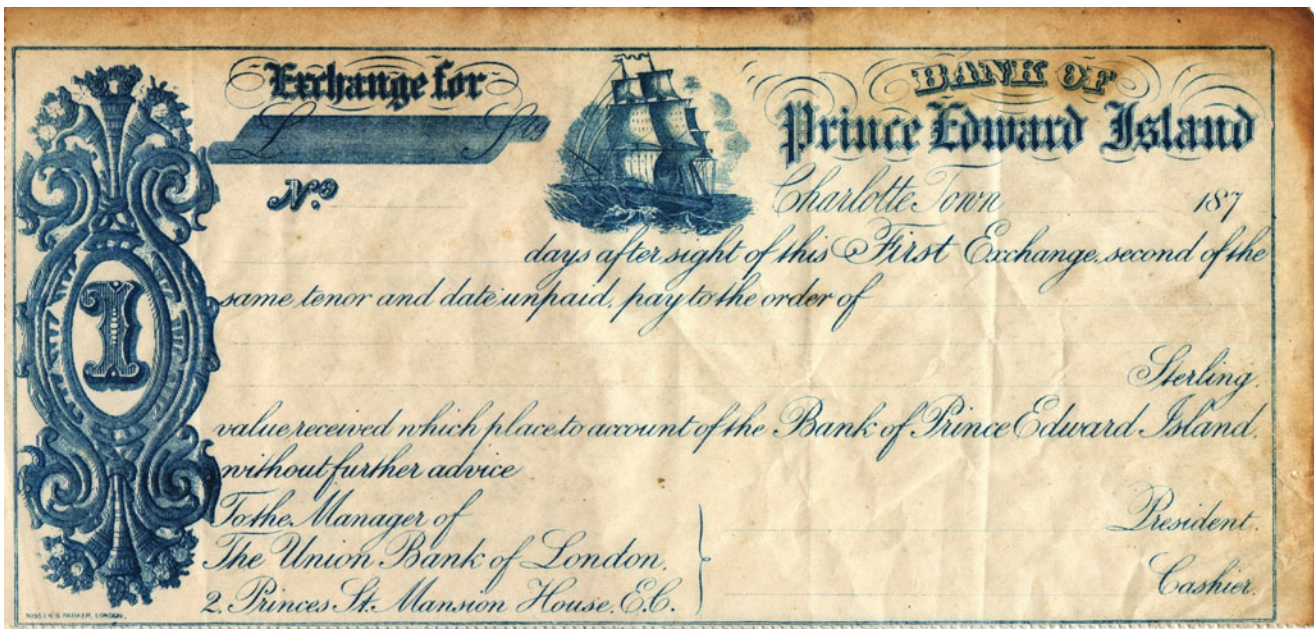 Exchange for
£ Stg
BANK OF
Prince Edward Island
No.
Charlotte Town 187
days after sight of this First Exchange, second of the
same tenor and date unpaid, pay to the order of
Sterling.
value received which place to account of the Bank of Prince Edward Island,
without further advice
1
To the Manager of
The Union Bank of London,
2, Princes St. Mansion House, E.C.
President.
Cashier.
NISSEN & PARKER, LONDON.